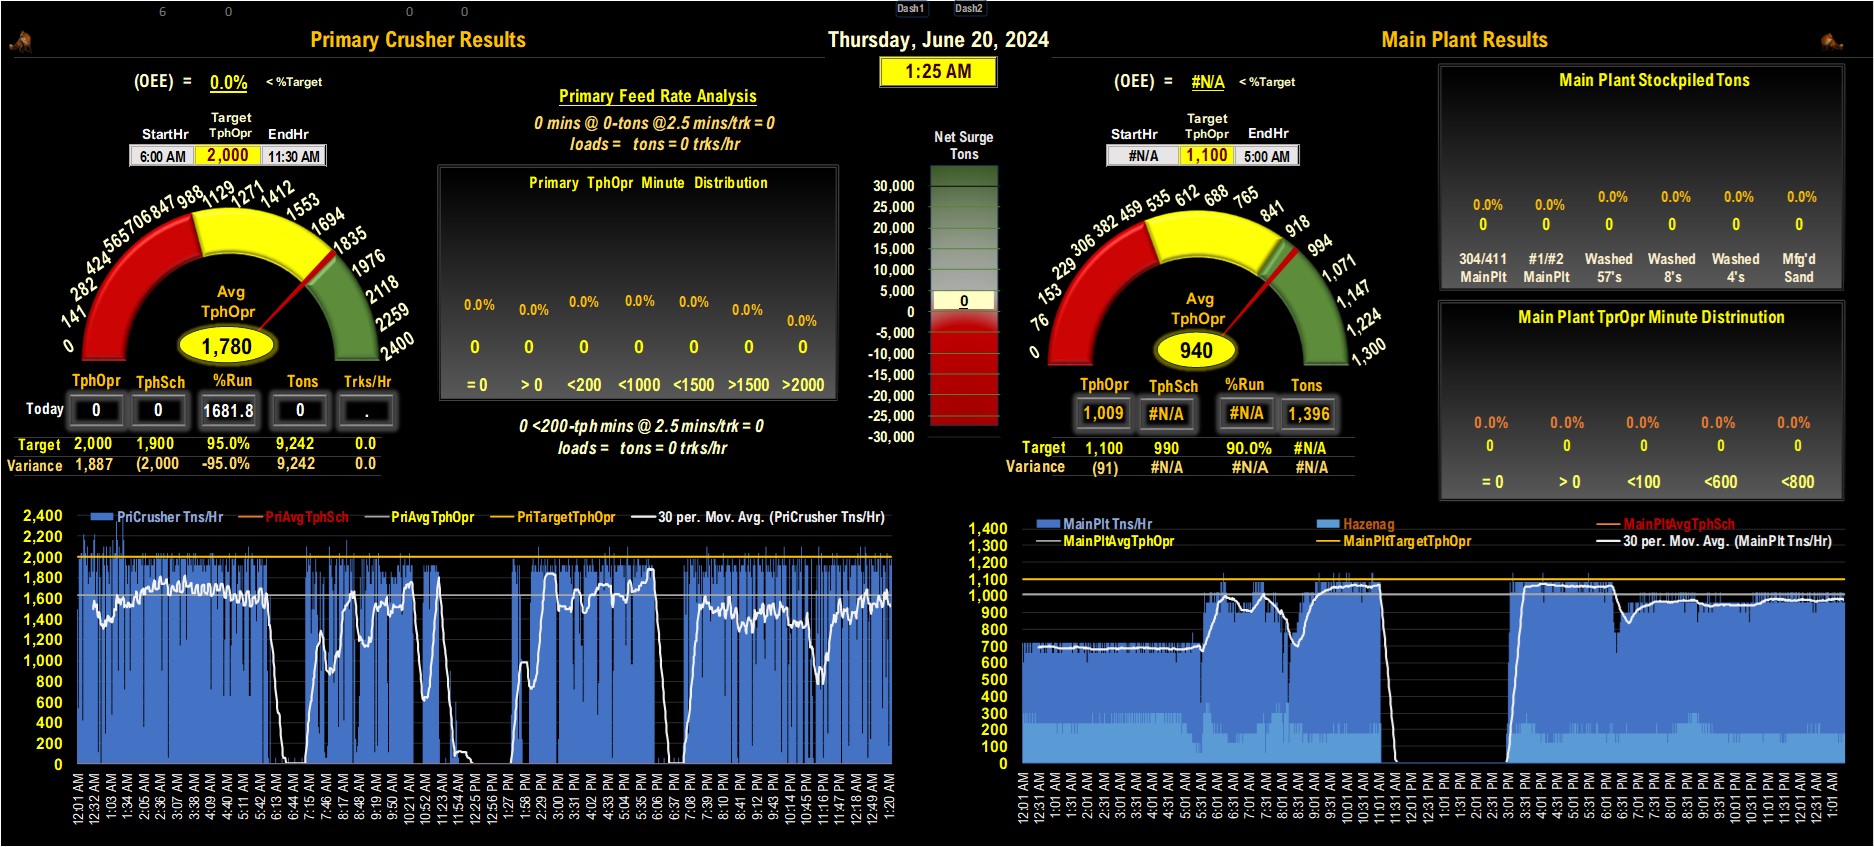 6 0 0 0 Dash1 Dash2
Primary Crusher Results
Thursday, June 20, 2024
Main Plant Results
1:25 AM
(OEE) = 0.0% < %Target
Target
StartHr TphOpr EndHr
6:00 AM 2,000 11:30 AM
0 141 282 424 565 706 847 988 1129 1271 1412 1553 1694 1835 1976 2118 2259 2400
Avg
TphOpr
1,780
TphOpr TphSch %Run Tons Trks/Hr
Today 0 0 1681.8 0 .
Target 2,000 1,900 95.0% 9,242 0.0
Variance 1,887 (2,000 -95.0% 9,242 0.0
Primary Feed Rate Analysis
0 mins @ 0-tons @2.5 mins/trk = 0
loads = tons = 0 trks/hr
Primary TphOpr Minute Distribution
0.0% 0.0% 0.0% 0.0% 0.0% 0.0% 0.0%
0 0 0 0 0 0 0
= 0 > 0 <200 <1000 <1500 >1500 >2000
0 <200-tph mins @ 2.5 mins/trk = 0
loads = tons = 0 trks/hr
Net Surge
Tons
30,000
25,000
20,000
15,000
10,000
5,000
0
0
-5,000
-10,000
-15,000
-20,000
-25,000
-30,000
(OEE) = #N/A < %Target
Target
StartHr TphOpr EndHr
#N/A 1,100 5:00 AM
0 76 153 229 306 382 459 535 612 688 765 841 918 994 1,071 1,147 1,224 1,300
Avg
TphOpr
940
TphOpr TphSch %Run Tons
1,009 #N/A #N/A 1,396
Target 1,100 990 90.0% #N/A
Variance (91) #N/A #N/A #N/A
Main Plant Stockpiled Tons
0.0% 0.0% 0.0% 0.0% 0.0% 0.0%
0 0 0 0 0 0
304/411 #1/#2 Washed Washed Washed Mfg'd
MainPlt MainPlt 57's 8's 4's Sand
Main Plant TprOpr Minute Distrinution
0.0% 0.0% 0.0% 0.0% 0.0%
0 0 0 0 0
= 0 > 0 <100 <600 <800
PriCrusher Tns/Hr PriAvgTphSch PriAvgTphOpr PriTargetTphOpr 30 per. Mov. Avg. (PriCrusher Tns/Hr)
2,400
2,200
2,000
1,800
1,600
1,400
1,200
1,000
800
600
400
200
0
12:01 AM 12:32 AM 1:03 AM 1:34 AM 2:05 AM 2:36 AM 3:07 AM 3:38 AM 4:09 AM 4:40 AM 5:11 AM 5:42 AM 6:13 AM 6:44 AM 7:15 AM 7:46 AM 8:17 AM 8:48 AM 9:19 AM 9:50 AM 10:21 AM 10:52 AM 11:23 AM 11:54 AM 12:25 PM 12:56 PM 1:27 PM 1:58 PM 2:29 PM 3:00 PM 3:31 PM 4:02 PM 4:33 PM 5:04 PM 5:35 PM 6:06 PM 6:37 PM 7:08 PM 7:39 PM 8:10 PM 8:41 PM 9:12 PM 9:43 PM 10:14 PM 10:45 PM 11:16 PM 11:47 PM 12:18 AM 12:49 AM 1:20 AM
MainPlt Tns/Hr Hazenag MainPltAvgTphSch
MainPltAvgTphOpr MainPltTargetTphOpr 30 per. Mov. Avg. (MainPlt Tns/Hr)
1,400
1,300
1,200
1,100
1,000
900
800
700
600
500
400
300
200
100
0
12:01 AM 12:31 AM 1:01 AM 1:31 AM 2:01 AM 2:31 AM 3:01 AM 3:31 AM 4:01 AM 4:31 AM 5:01 AM 5:31 AM 6:01 AM 6:31 AM 7:01 AM 7:31 AM 8:01 AM 8:31 AM 9:01 AM 9:31 AM 10:01 AM 10:31 AM 11:01 AM 11:31 AM 12:01 PM 12:31 PM 1:01 PM 1:31 PM 2:01 PM 2:31 PM 3:01 PM 3:31 PM 4:01 PM 4:31 PM 5:01 PM 5:31 PM 6:01 PM 6:31 PM 7:01 PM 7:31 PM 8:01 PM 8:31 PM 9:01 PM 9:31 PM 10:01 PM 10:31 PM 11:01 PM 11:31 PM 12:01 AM 12:31 AM 1:01 AM